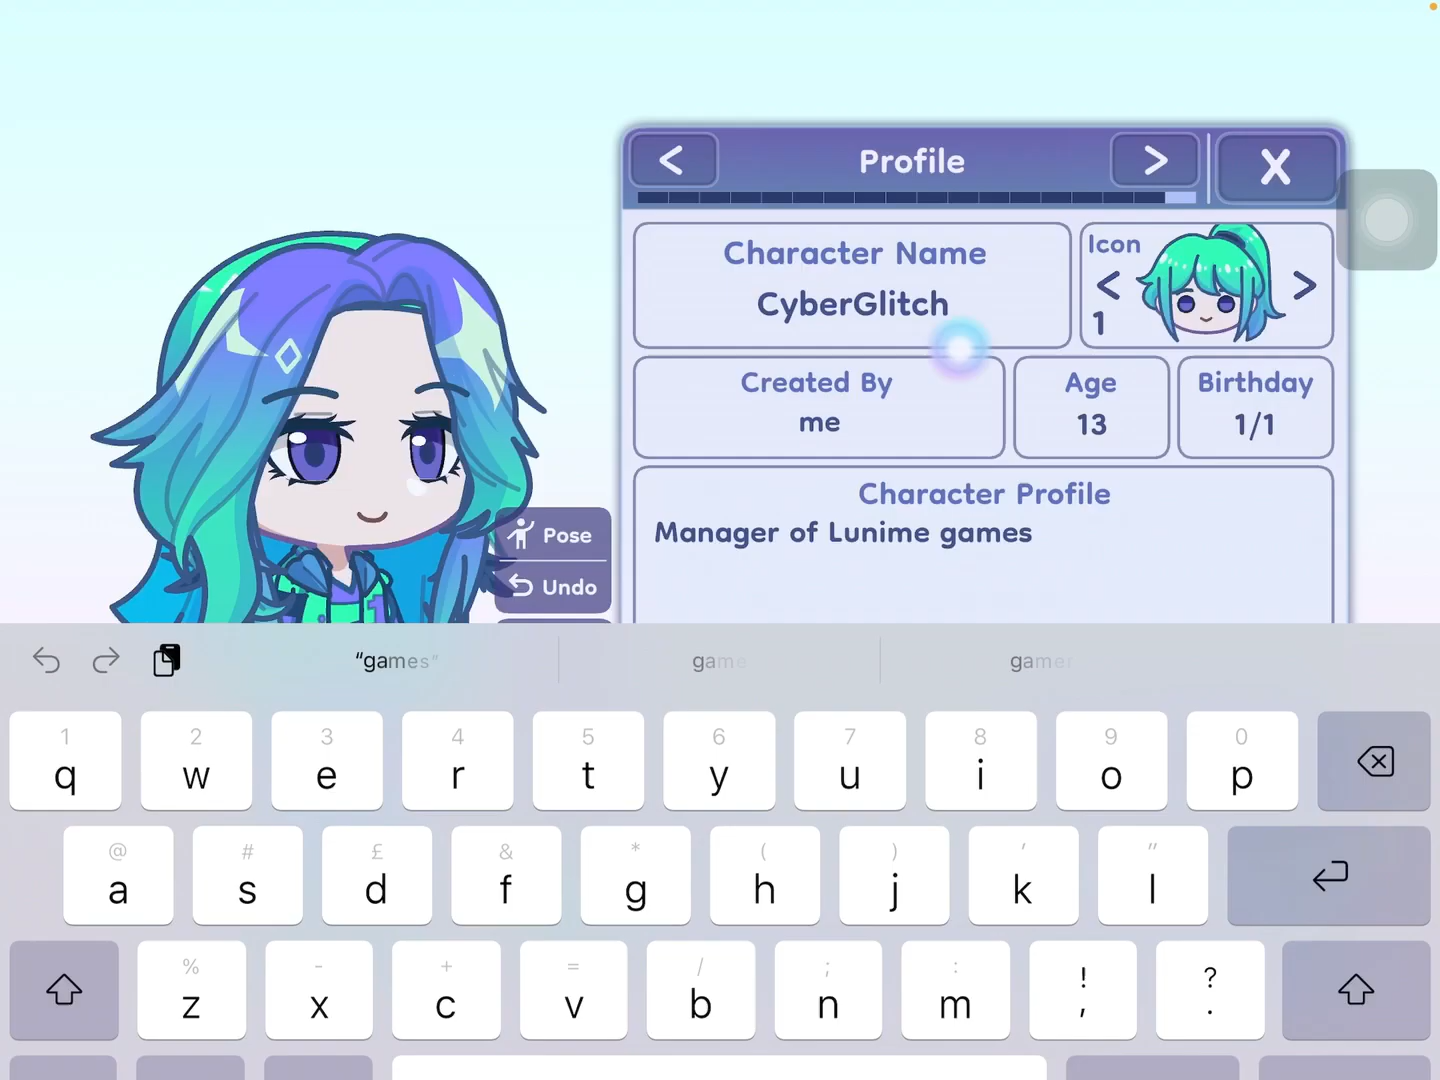 < Profile > X
Character Name
CyberGlitch
Icon
< >
1
Created By
me
Age
13
Birthday
1/1
Character Profile
Manager of Lunime games
Pose
Undo
“games” game gamer
1 2 3 4 5 6 7 8 9 0
q w e r t y u i o p
@ # £ & * ( ) ' "
a s d f g h j k l
% - + = / ; : ! ?
z x c v b n m , .